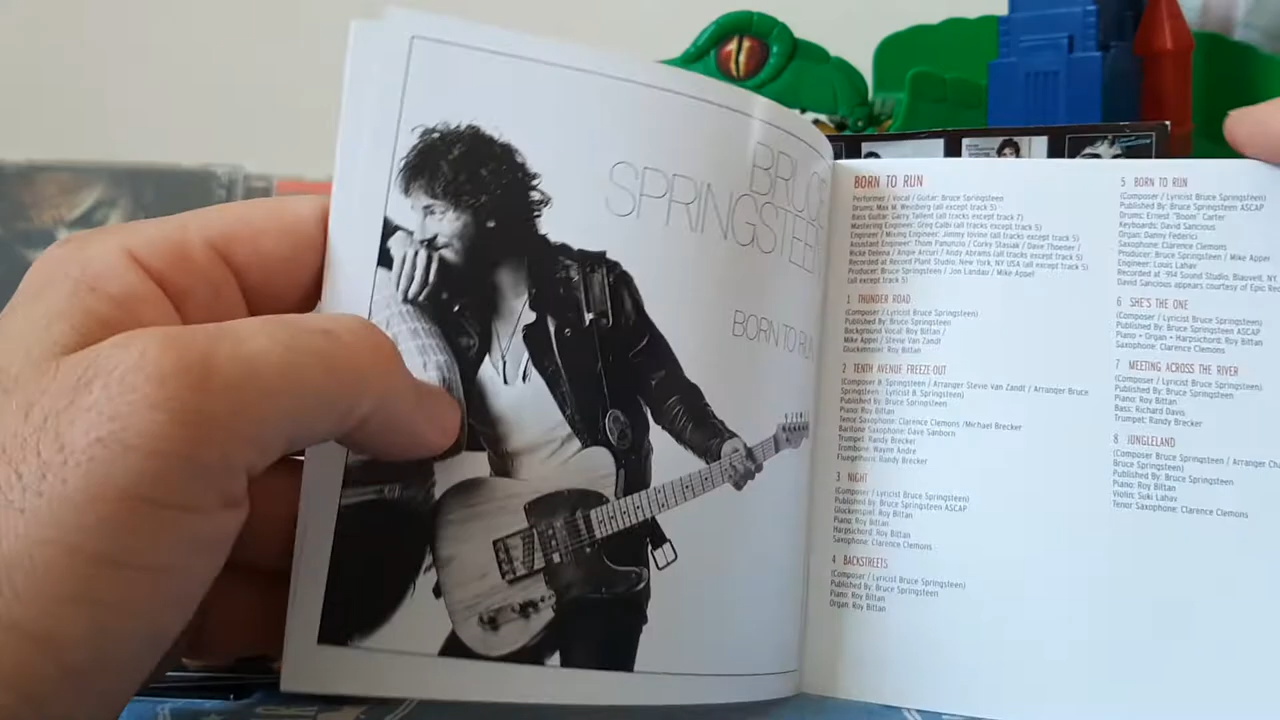 BRUCE
SPRINGSTEEN
BORN TO RUN
BORN TO RUN
Performer / Vocal / Guitar: Bruce Springsteen
Drums: Max M. Weinberg (all except track 5)
Bass Guitar: Garry Tallent (all tracks except track 7)
Mastering Engineer: Greg Calbi (all tracks except track 5)
Engineer / Mixing Engineer: Jimmy Iovine (all tracks except track 5)
Assistant Engineer: Thom Panunzio / Corky Stasiak / Dave Thoener /
Ricke Delena / Angie Arcuri / Andy Abrams (all tracks except track 5)
Recorded at Record Plant Studio, New York, NY USA (all except track 5)
Producer: Bruce Springsteen / Jon Landau / Mike Appel
(all except track 5)
1 THUNDER ROAD
(Composer / Lyricist Bruce Springsteen)
Published By: Bruce Springsteen
Background Vocal: Roy Bittan /
Mike Appel / Stevie Van Zandt
Glockenspiel: Roy Bittan
2 TENTH AVENUE FREEZE-OUT
(Composer B. Springsteen / Arranger Stevie van Zandt / Arranger Bruce
Springsteen / Lyricist B. Springsteen)
Published By: Bruce Springsteen
Piano: Roy Bittan
Tenor Saxophone: Clarence Clemons /Michael Brecker
Baritone Saxophone: Dave Sanborn
Trumpet: Randy Brecker
Trombone: Wayne Andre
Fluegelhorn: Randy Brecker
3 NIGHT
(Composer / Lyricist Bruce Springsteen)
Published By: Bruce Springsteen ASCAP
Glockenspiel: Roy Bittan
Piano: Roy Bittan
Harpsichord: Roy Bittan
Saxophone: Clarence Clemons
4 BACKSTREETS
(Composer / Lyricist Bruce Springsteen)
Published By: Bruce Springsteen
Piano: Roy Bittan
Organ: Roy Bittan
5 BORN TO RUN
(Composer / Lyricist Bruce Springsteen)
Published By: Bruce Springsteen ASCAP
Drums: Ernest "Boom" Carter
Keyboards: David Sancious
Organ: Danny Federici
Saxophone: Clarence Clemons
Producer: Bruce Springsteen / Mike Appel
Engineer: Louis Lahav
Recorded at -914 Sound Studio, Blauvelt, NY
David Sancious appears courtesy of Epic
6 SHE'S THE ONE
(Composer / Lyricist Bruce Springsteen)
Published By: Bruce Springsteen ASCAP
Piano - Organ - Harpsichord: Roy Bittan
Saxophone: Clarence Clemons
7 MEETING ACROSS THE RIVER
(Composer / Lyricist Bruce Springsteen)
Published By: Bruce Springsteen
Piano: Roy Bittan
Bass: Richard Davis
Trumpet: Randy Brecker
8 JUNGLELAND
(Composer Bruce Springsteen / Arranger
Bruce Springsteen)
Published By: Bruce Springsteen
Piano: Roy Bittan
Violin: Suki Lahav
Tenor Saxophone: Clarence Clemons